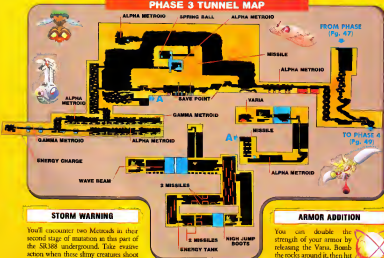 PHASE 3 TUNNEL MAP
ALPHA METROID
SPRING BALL
ALPHA METROID
FROM PHASE
(Pg. 47)
MISSILE
ALPHA METROID
ALPHA METROID
A
SAVE POINT
VARIA
GAMMA METROID
MISSILE
A
TO PHASE
(Pg. 49)
GAMMA METROID
ALPHA METROID
ENERGY CHARGE
ALPHA METROID
WAVE BEAM
2 MISSILES
2 MISSILES
HIGH JUMP
BOOTS
ENERGY TANK
STORM WARNING
You'll encounter two Metroids in their
second stage of mutation in this part of
the SR388 underground. Take evasive
action when these slimy creatures shoot
ARMOR ADDITION
You can double the
strength of your armor by
releasing the Varia. Bomb
the rocks around it, then hit